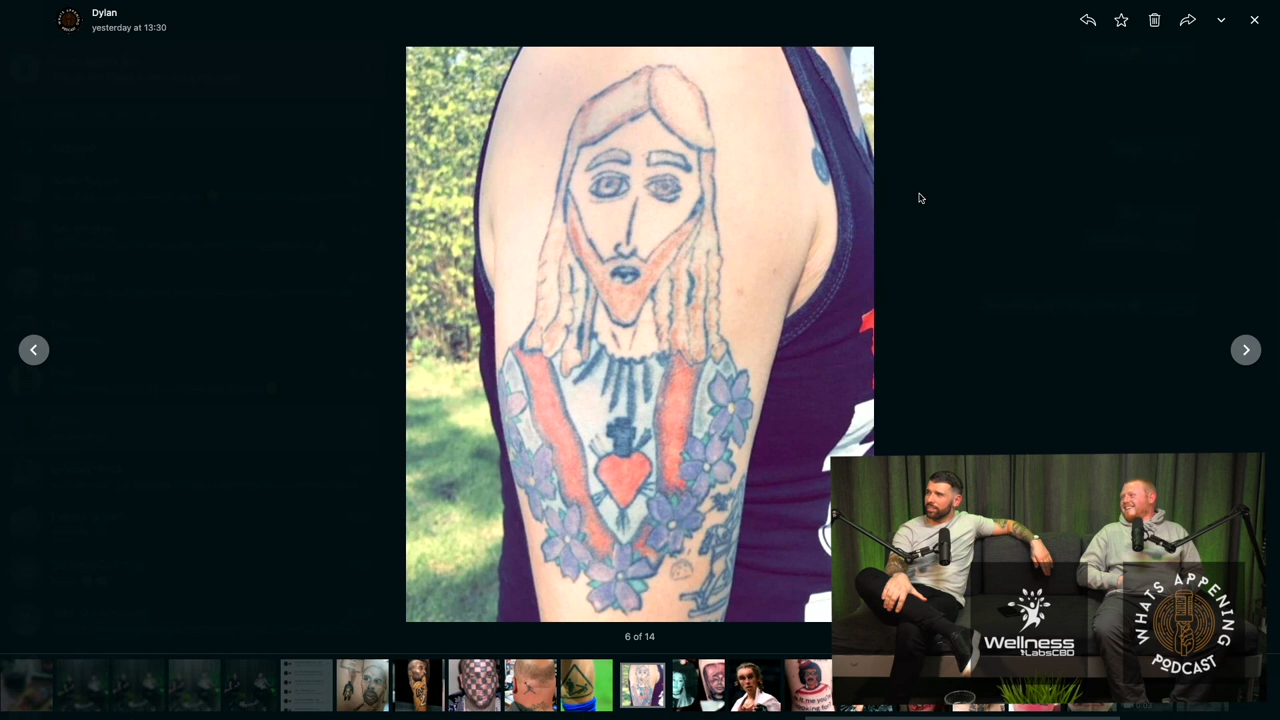 Dylan
yesterday at 13:30
6 of 14
Wellness
LabsCBD
WHATS APPENING
PODCAST